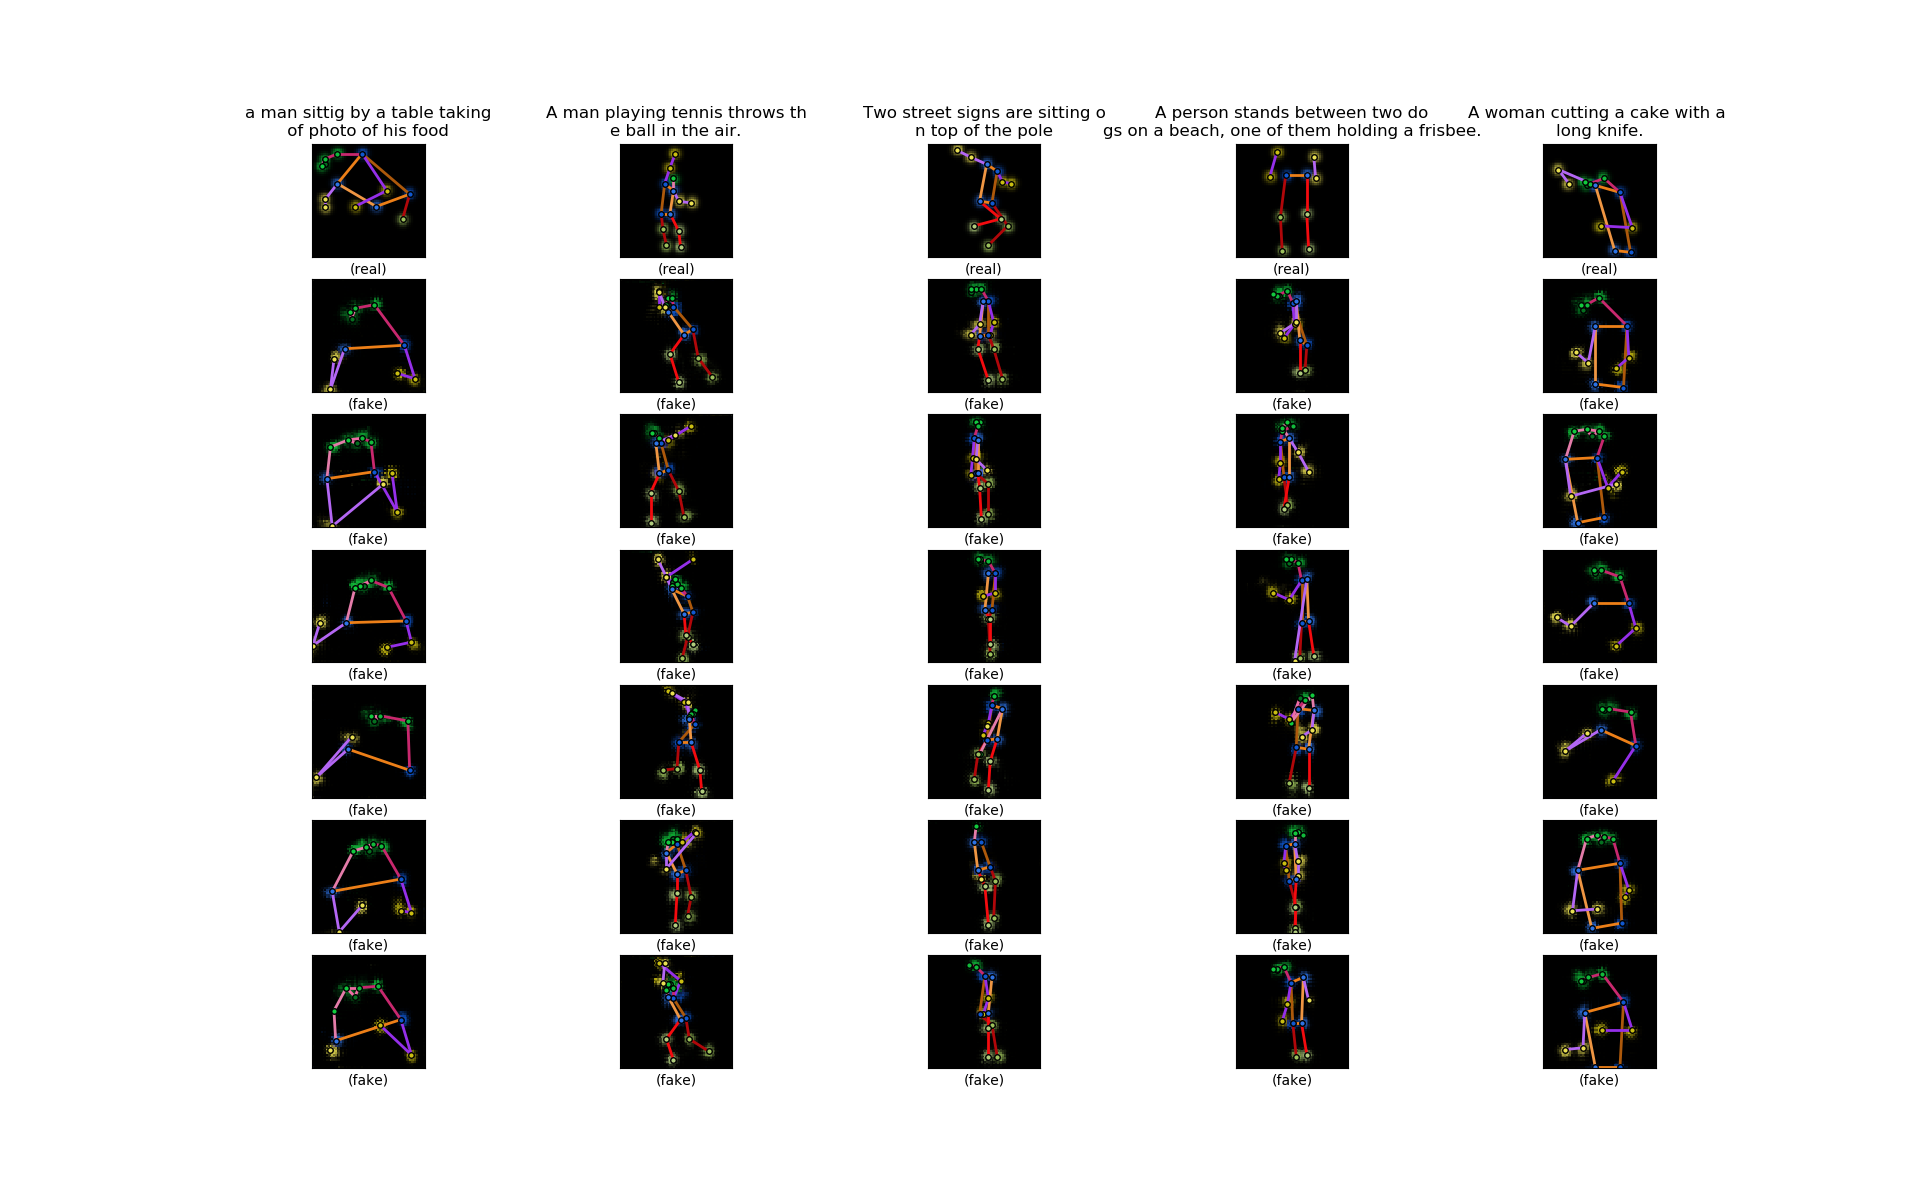 a man sittig by a table taking
of photo of his food
A man playing tennis throws th
e ball in the air.
Two street signs are sitting o
n top of the pole
A person stands between two do
gs on a beach, one of them holding a frisbee.
A woman cutting a cake with a
long knife.
(real) (real) (real) (real) (real)
(fake) (fake) (fake) (fake) (fake)
(fake) (fake) (fake) (fake) (fake)
(fake) (fake) (fake) (fake) (fake)
(fake) (fake) (fake) (fake) (fake)
(fake) (fake) (fake) (fake) (fake)
(fake) (fake) (fake) (fake) (fake)